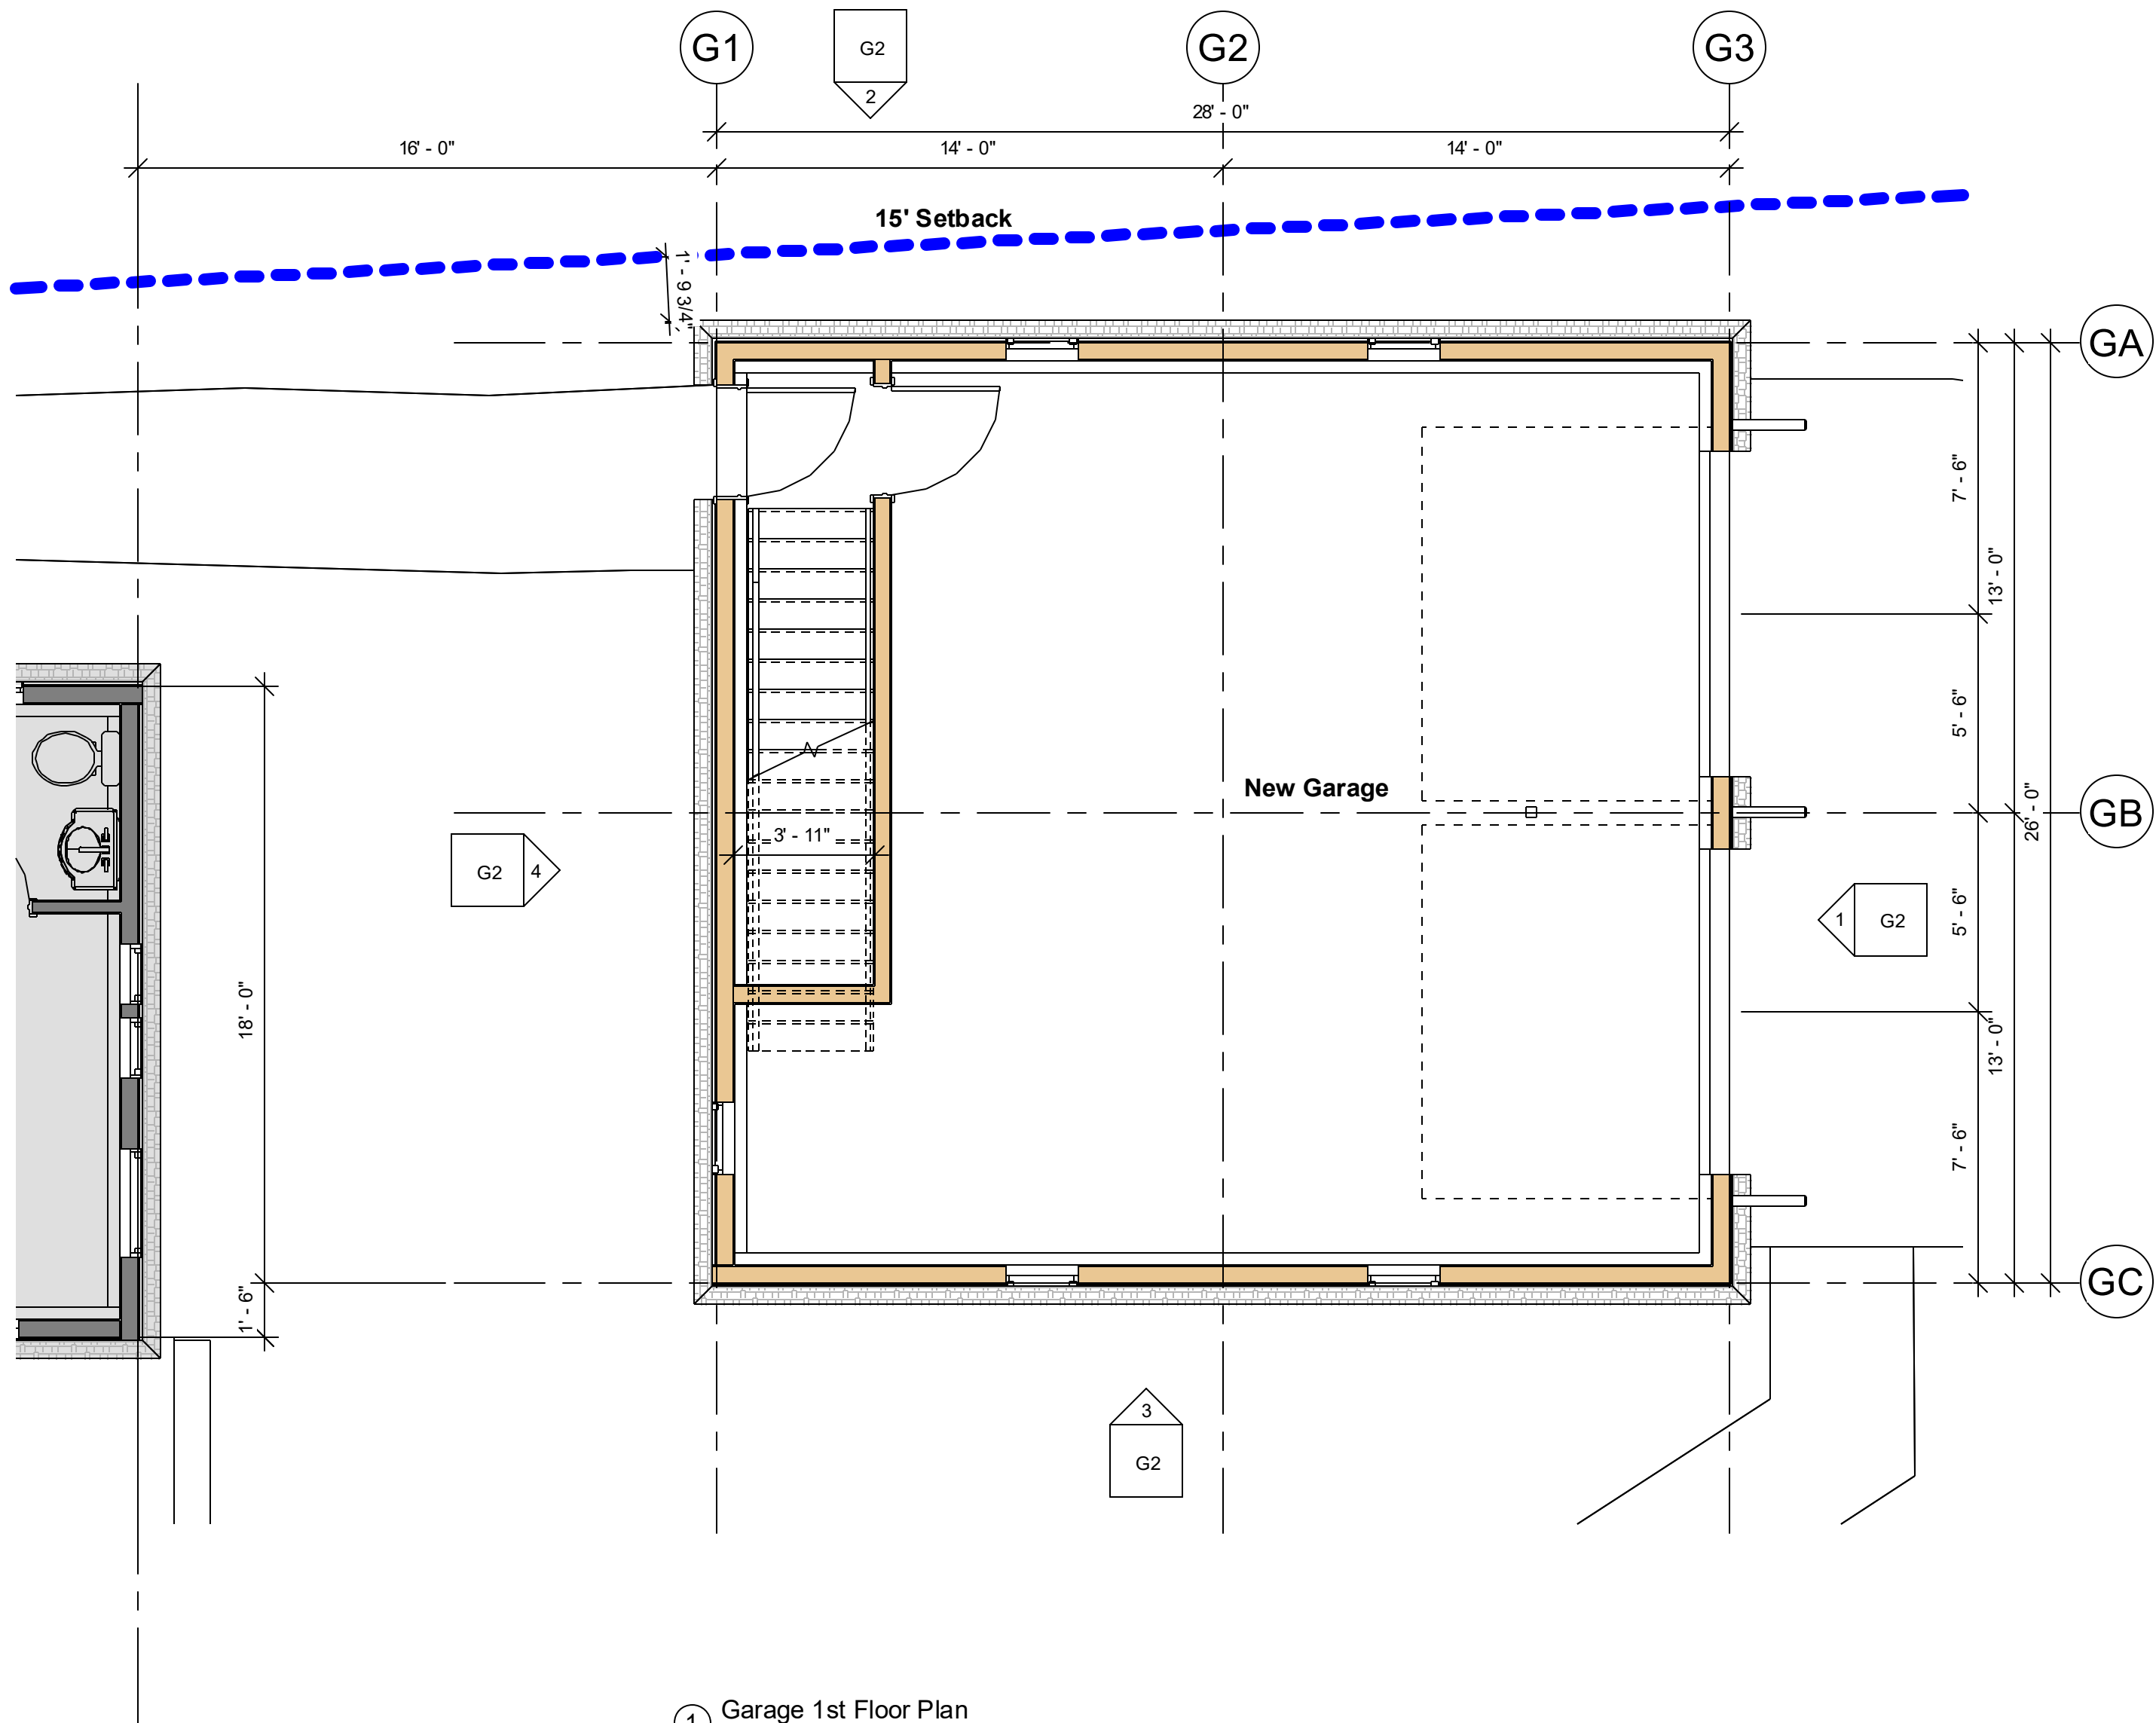 G1
G2
G3
G2
2
28' - 0"
16' - 0"
14' - 0"
14' - 0"
15' Setback
1' - 9 3/4"
GA
7' - 6"
13' - 0"
5' - 6"
New Garage
26' - 0"
GB
3' - 11"
G2
4
5' - 6"
1
G2
18' - 0"
13' - 0"
7' - 6"
1' - 6"
GC
3
G2
1
Garage 1st Floor Plan